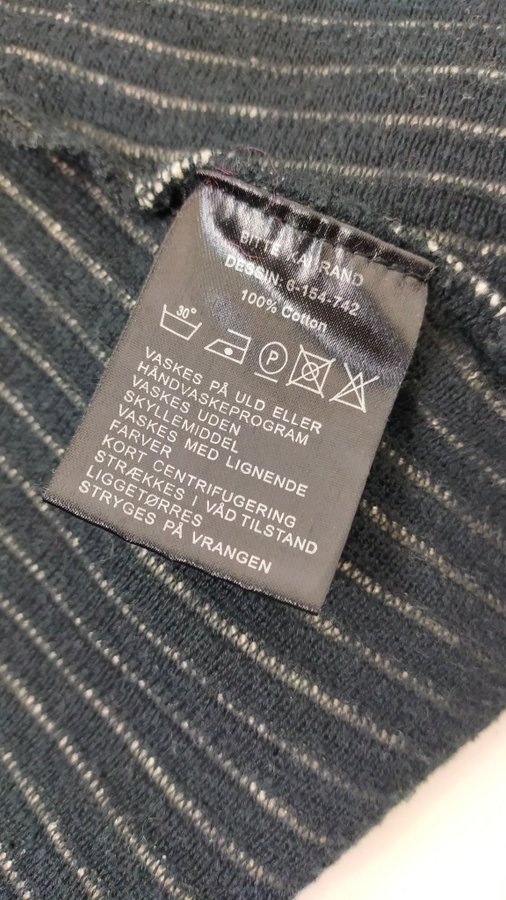 BITTE KAI RAND
DESSIN: 6-154-742
100% Cotton
30°
P
VASKES PÅ ULD ELLER
HÅNDVASKEPROGRAM
VASKES UDEN
SKYLLEMIDDEL
VASKES MED LIGNENDE
FARVER
KORT CENTRIFUGERING
STRÆKKES I VÅD TILSTAND
LIGGETØRRES
STRYGES PÅ VRANGEN